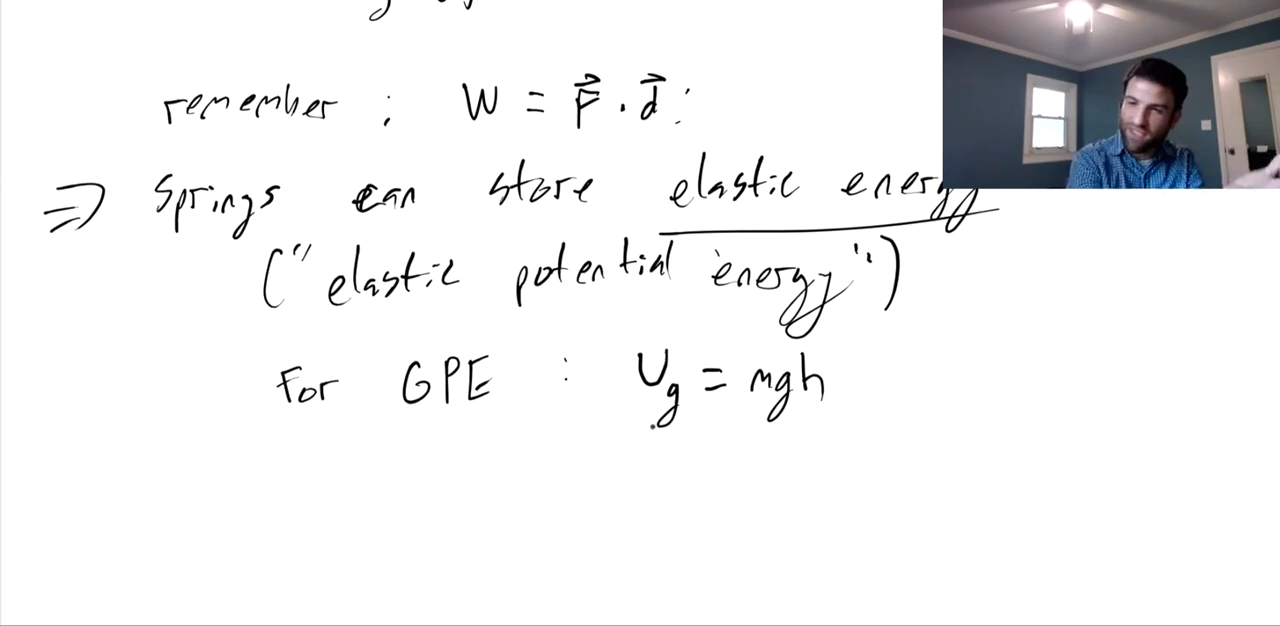 remember : W = F⃗ · d⃗ :
⇒ Springs can store elastic energy
("elastic potential energy")
For GPE : Ug = mgh